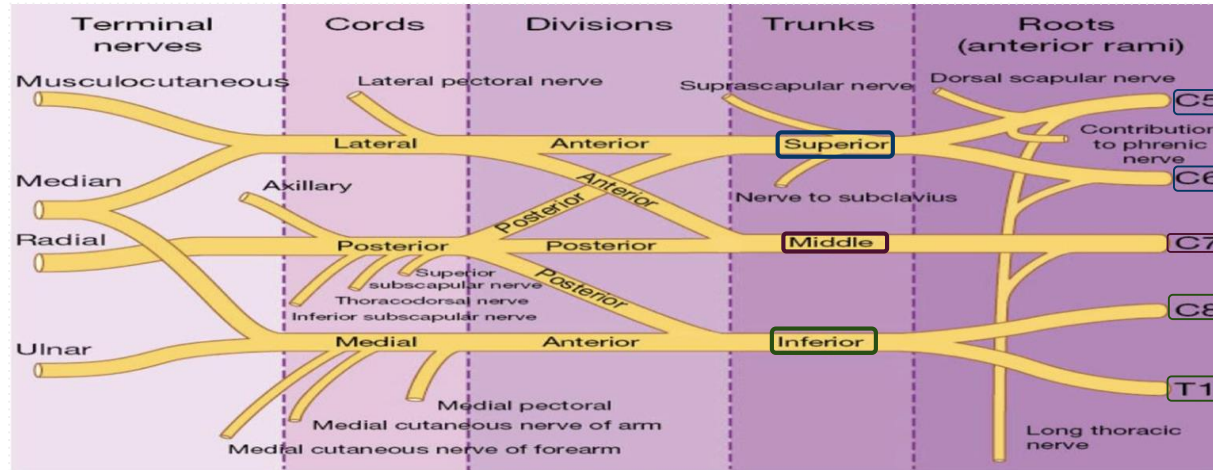 Terminal
nerves
Cords
Divisions
Trunks
Roots
(anterior rami)
Musculocutaneous
Lateral pectoral nerve
Suprascapular nerve
Dorsal scapular nerve
C5
Contribution
to phrenic
nerve
Lateral
Anterior
Superior
Median
Axillary
Anterior
Posterior
Nerve to subclavius
C6
Radial
Posterior
Posterior
Middle
C7
Superior
subscapular nerve
Thoracodorsal nerve
Inferior subscapular nerve
Posterior
C8
Ulnar
Medial
Anterior
Inferior
T1
Medial pectoral
Medial cutaneous nerve of arm
Medial cutaneous nerve of forearm
Long thoracic
nerve